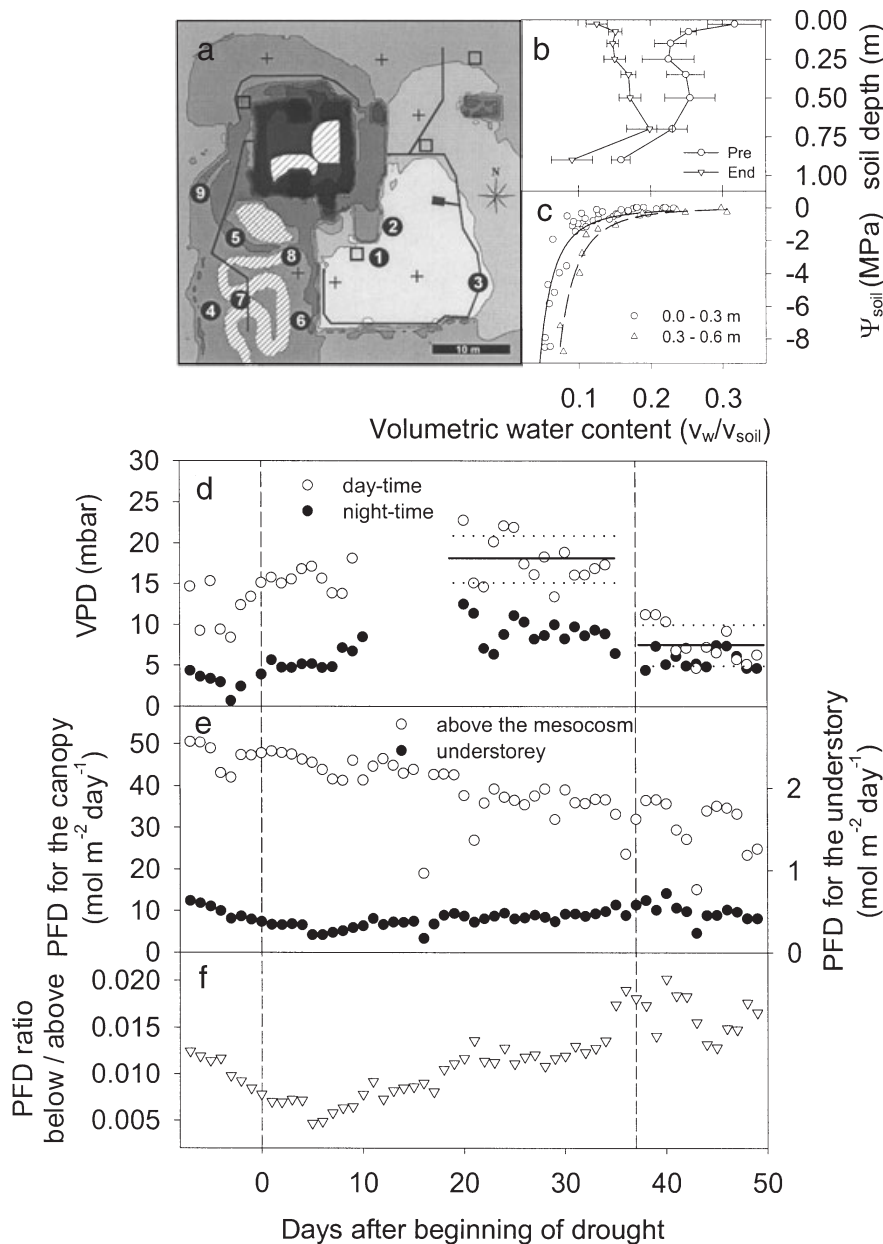 a
N
9
5
8
2
1
7
3
4
6
10 m
b
Pre
End
0.00
0.25
0.50
0.75
1.00
soil depth (m)
c
0.0 - 0.3 m
0.3 - 0.6 m
0
-2
-4
-6
-8
Ψsoil (MPa)
0.1 0.2 0.3
Volumetric water content (vw/vsoil)
d
day-time
night-time
30
25
20
15
10
5
0
VPD (mbar)
e
above the mesocosm
understorey
50
40
30
20
10
0
PFD for the canopy
(mol m-2 day-1)
2
1
0
PFD for the understory
(mol m-2 day-1)
f
0.020
0.015
0.010
0.005
PFD ratio
below / above
0 10 20 30 40 50
Days after beginning of drought